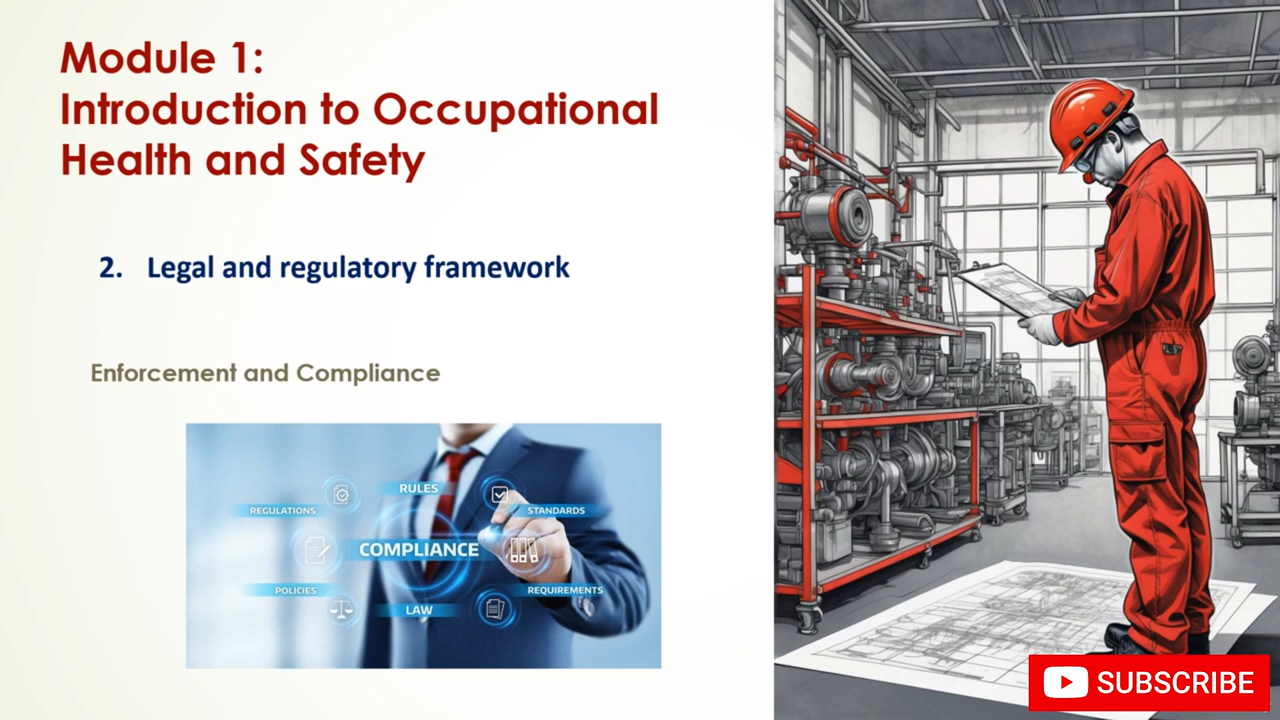 Module 1:
Introduction to Occupational
Health and Safety
2. Legal and regulatory framework
Enforcement and Compliance
RULES
REGULATIONS
STANDARDS
COMPLIANCE
POLICIES
REQUIREMENTS
LAW
SUBSCRIBE